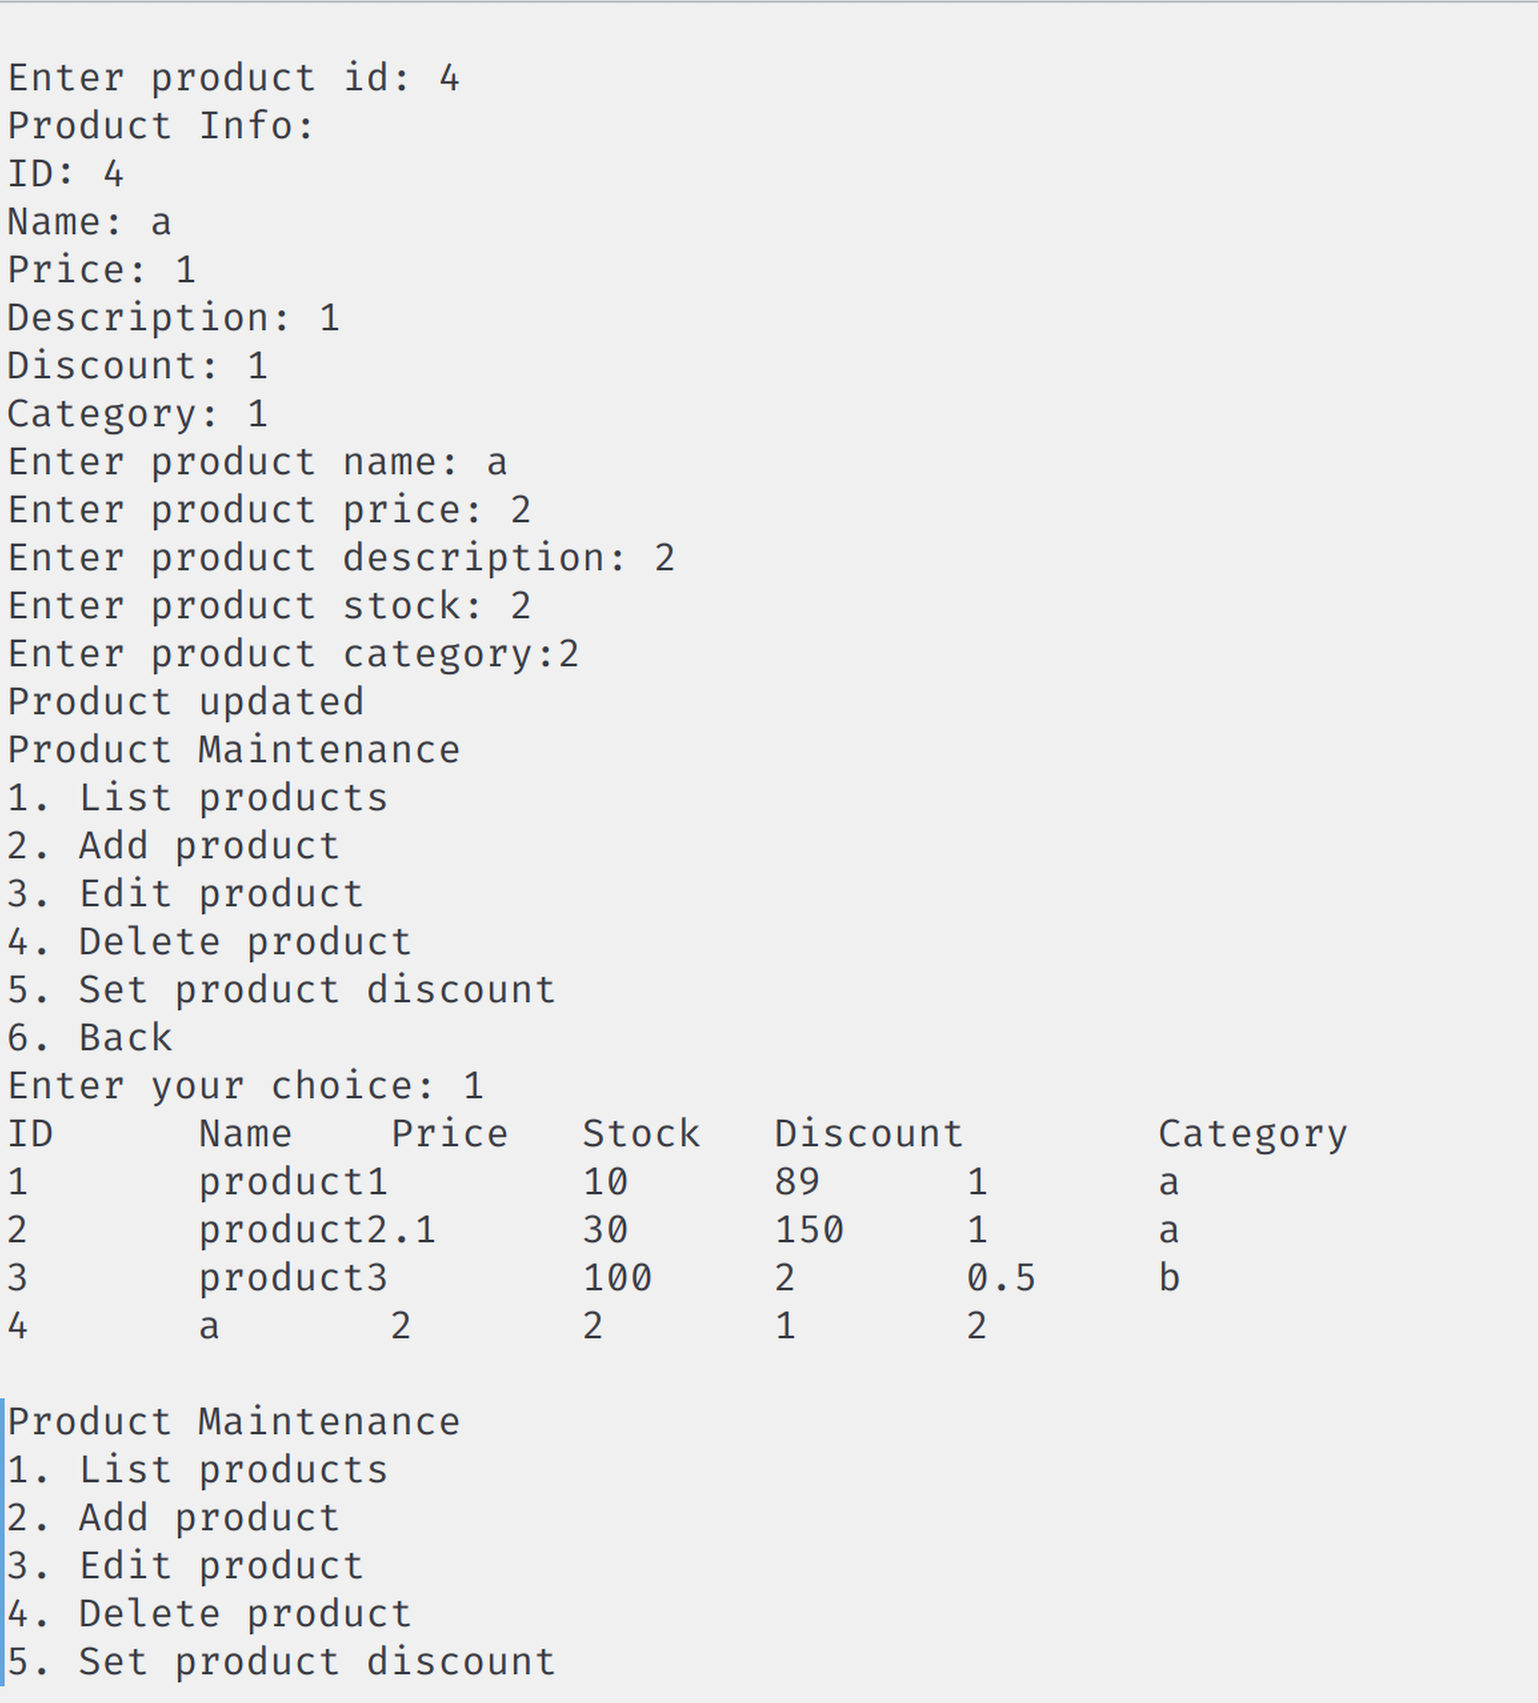 Enter product id: 4
Product Info:
ID: 4
Name: a
Price: 1
Description: 1
Discount: 1
Category: 1
Enter product name: a
Enter product price: 2
Enter product description: 2
Enter product stock: 2
Enter product category:2
Product updated
Product Maintenance
1. List products
2. Add product
3. Edit product
4. Delete product
5. Set product discount
6. Back
Enter your choice: 1
ID	Name	Price	Stock	Discount	Category
1	product1	10	89	1	a
2	product2.1	30	150	1	a
3	product3	100	2	0.5	b
4	a	2	2	1	2
Product Maintenance
1. List products
2. Add product
3. Edit product
4. Delete product
5. Set product discount